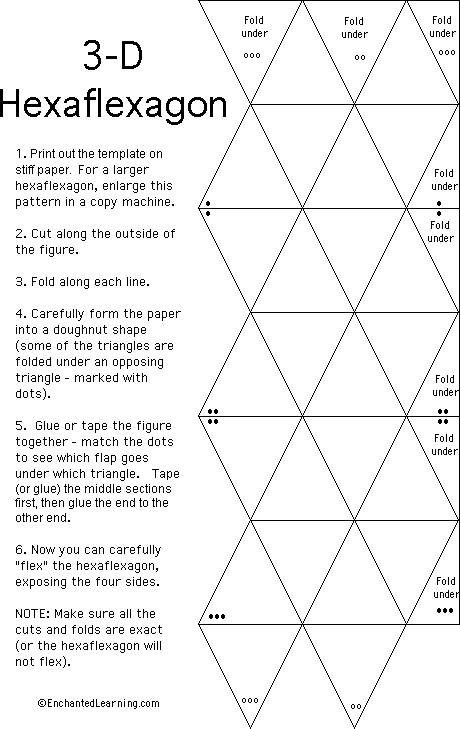 3-D
Hexaflexagon
1. Print out the template on
stiff paper. For a larger
hexaflexagon, enlarge this
pattern in a copy machine.
2. Cut along the outside of
the figure.
3. Fold along each line.
4. Carefully form the paper
into a doughnut shape
(some of the triangles are
folded under an opposing
triangle - marked with
dots).
5. Glue or tape the figure
together - match the dots
to see which flap goes
under which triangle. Tape
(or glue) the middle sections
first, then glue the end to the
other end.
6. Now you can carefully
"flex" the hexaflexagon,
exposing the four sides.
NOTE: Make sure all the
cuts and folds are exact
(or the hexaflexagon will
not flex).
©EnchantedLearning.com
Fold
under
Fold
under
Fold
under
Fold
under
Fold
under
Fold
under
Fold
under
Fold
under